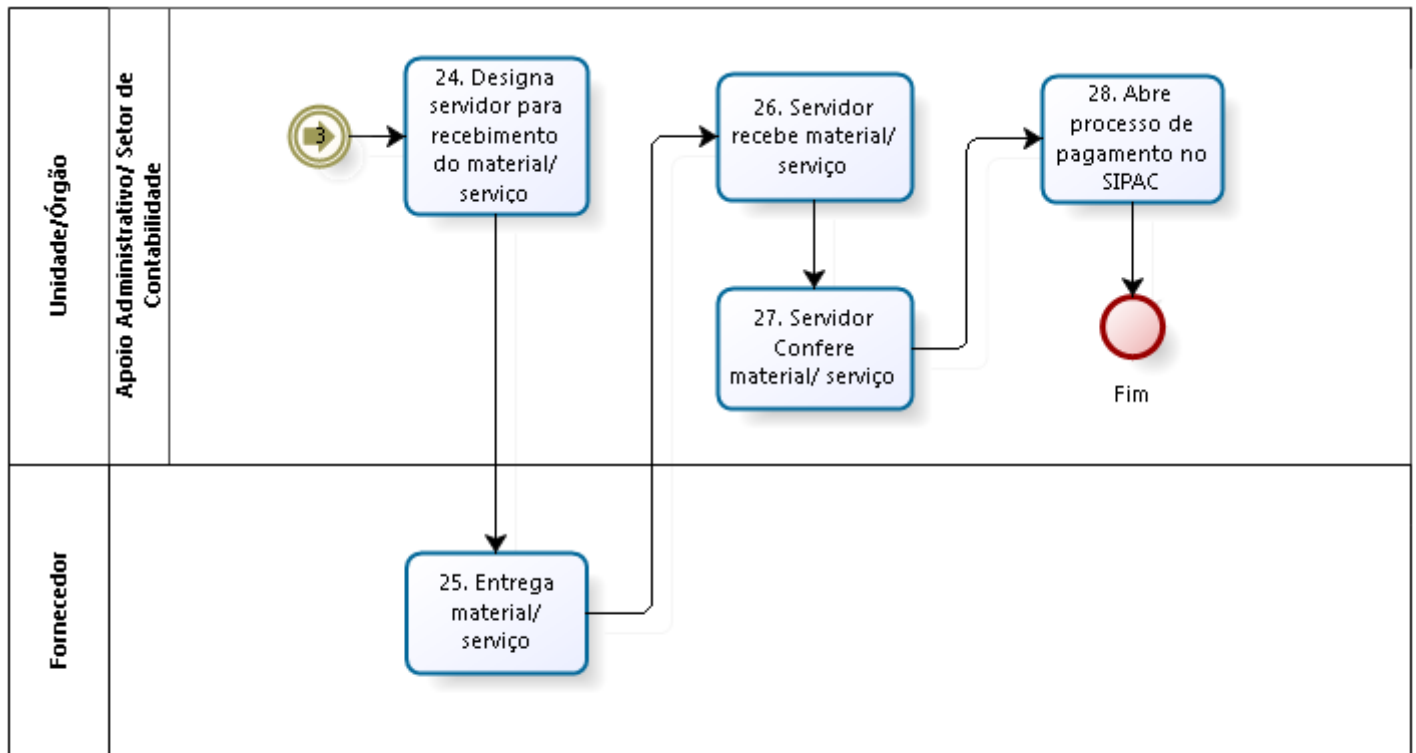 Unidade/Órgão
Apoio Administrativo/ Setor de
Contabilidade
3
24. Designa
servidor para
recebimento
do material/
serviço
26. Servidor
recebe material/
serviço
27. Servidor
Confere
material/ serviço
28. Abre
processo de
pagamento no
SIPAC
Fim
Fornecedor
25. Entrega
material/
serviço